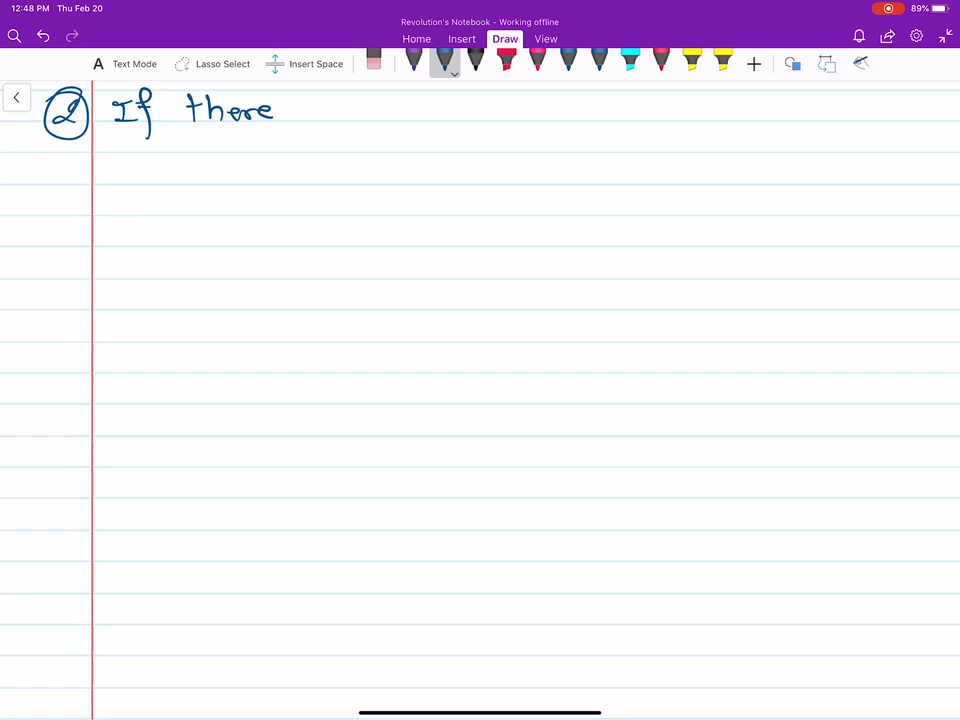 12:48 PM Thu Feb 20
89%
Revolution's Notebook - Working offline
Home Insert Draw View
A Text Mode Lasso Select Insert Space
② If there